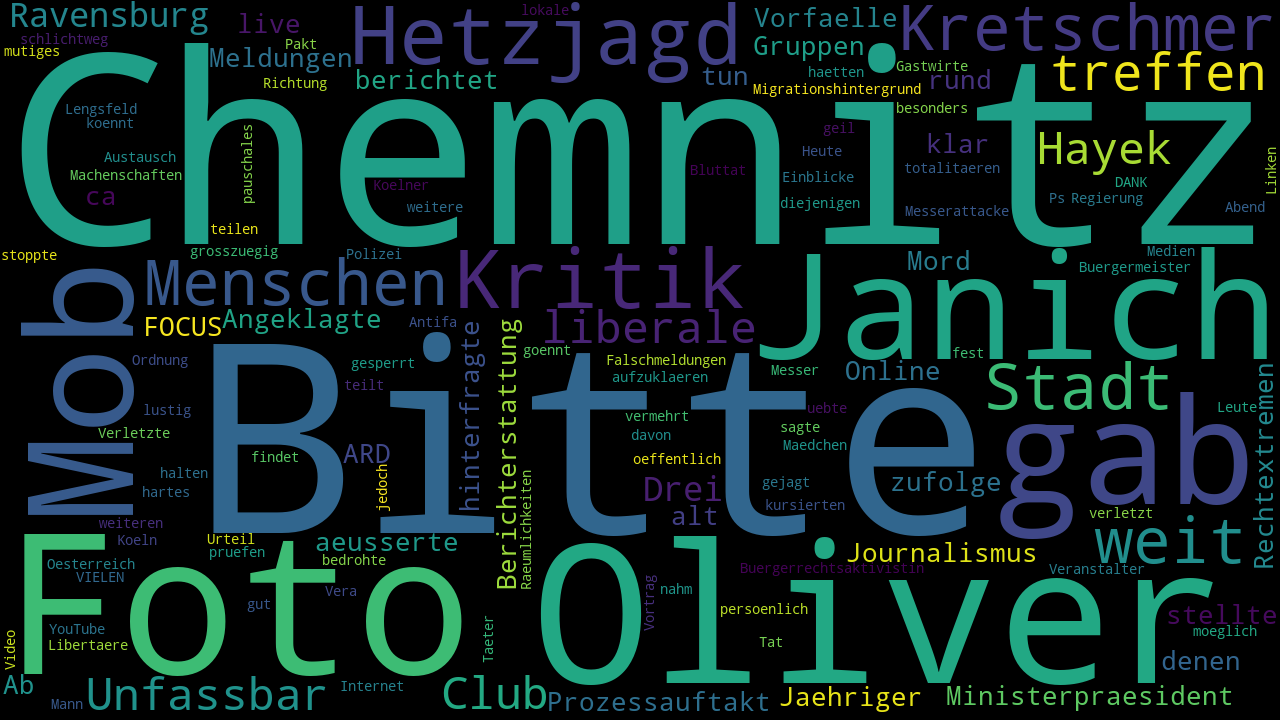 Ravensburg
live
Hetzjagd
lokale
Vorfaelle
Kretschmer
schlichtweg
mutiges
Pakt
Meldungen
Richtung
berichtet
tun
Gruppen
haetten
Migrationshintergrund
Gastwirte
rund
besonders
treffen
Chemnitz
Lengsfeld
koennt
Austausch
Machenschaften
ca
pauschales
Koelner
weitere
teilen
geil
Heute
Bluttat
Einblicke
diejenigen
klar
totalitaeren
Messerattacke
Hayek
DANK
Ps
Regierung
Abend
Linken
stoppte
grosszuegig
Polizei
Mord
Medien
Buergermeister
Mob
Menschen
Kritik
Janich
FOCUS
Angeklagte
Antifa
liberale
Ordnung
gesperrt
teilt
hinterfragte
Berichterstattung
goennt
Falschmeldungen
aufzuklaeren
Messer
Online
fest
Stadt
Rechtextremen
Leute
lustig
Verletzte
Bitte
vermehrt
davon
uebte
sagte
Maedchen
gab
findet
ARD
jedoch
halten
hartes
oeffentlich
Drei
alt
gejagt
kursierten
zufolge
verletzt
weiteren
Koeln
Raeumlichkeiten
weit
Foto
Urteil
pruefen
aeusserte
bedrohte
Oesterreich
VIELEN
Oliver
Journalismus
Buergerrechtsaktivistin
Veranstalter
gut
Vera
Vortrag
nahm
persoenlich
stellte
moeglich
YouTube
Libertaere
Video
Taeter
Tat
denen
Ab
Mann
Unfassbar
Internet
Club
Prozessauftakt
Jaehriger
Ministerpraesident